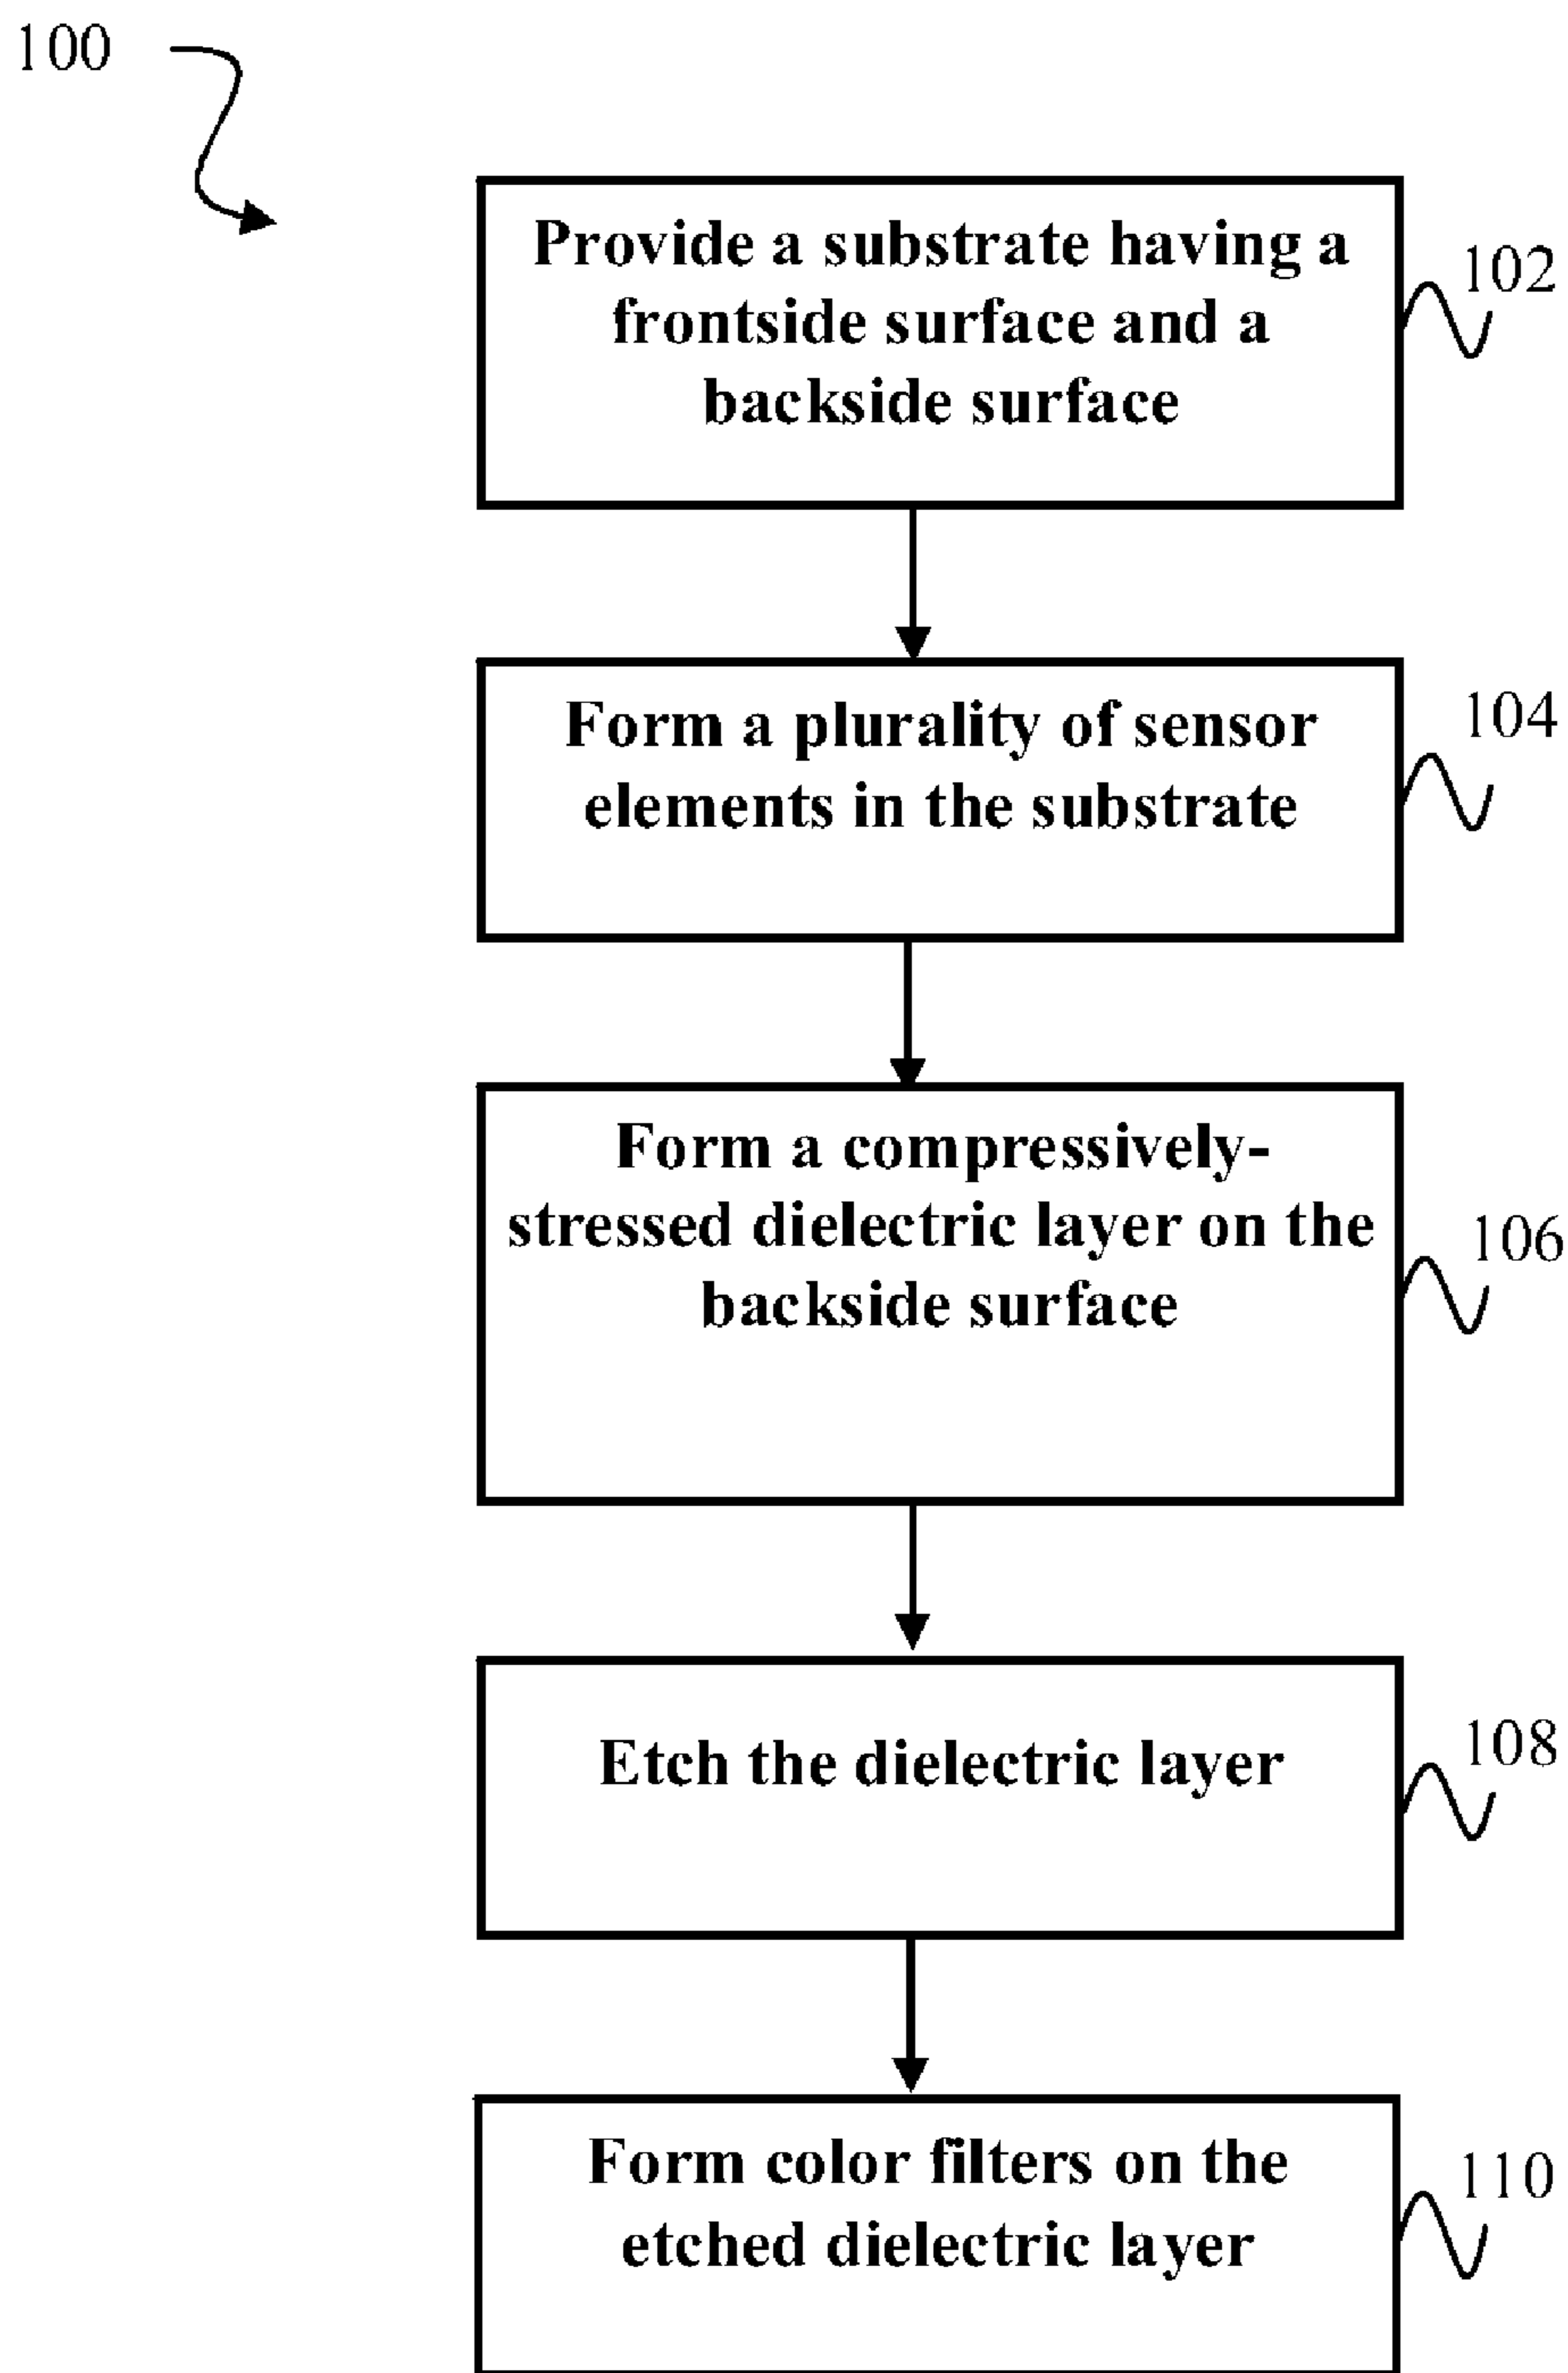 100
Provide a substrate having a
frontside surface and a
backside surface
102
Form a plurality of sensor
elements in the substrate
104
Form a compressively-
stressed dielectric layer on the
backside surface
106
Etch the dielectric layer
108
Form color filters on the
etched dielectric layer
110